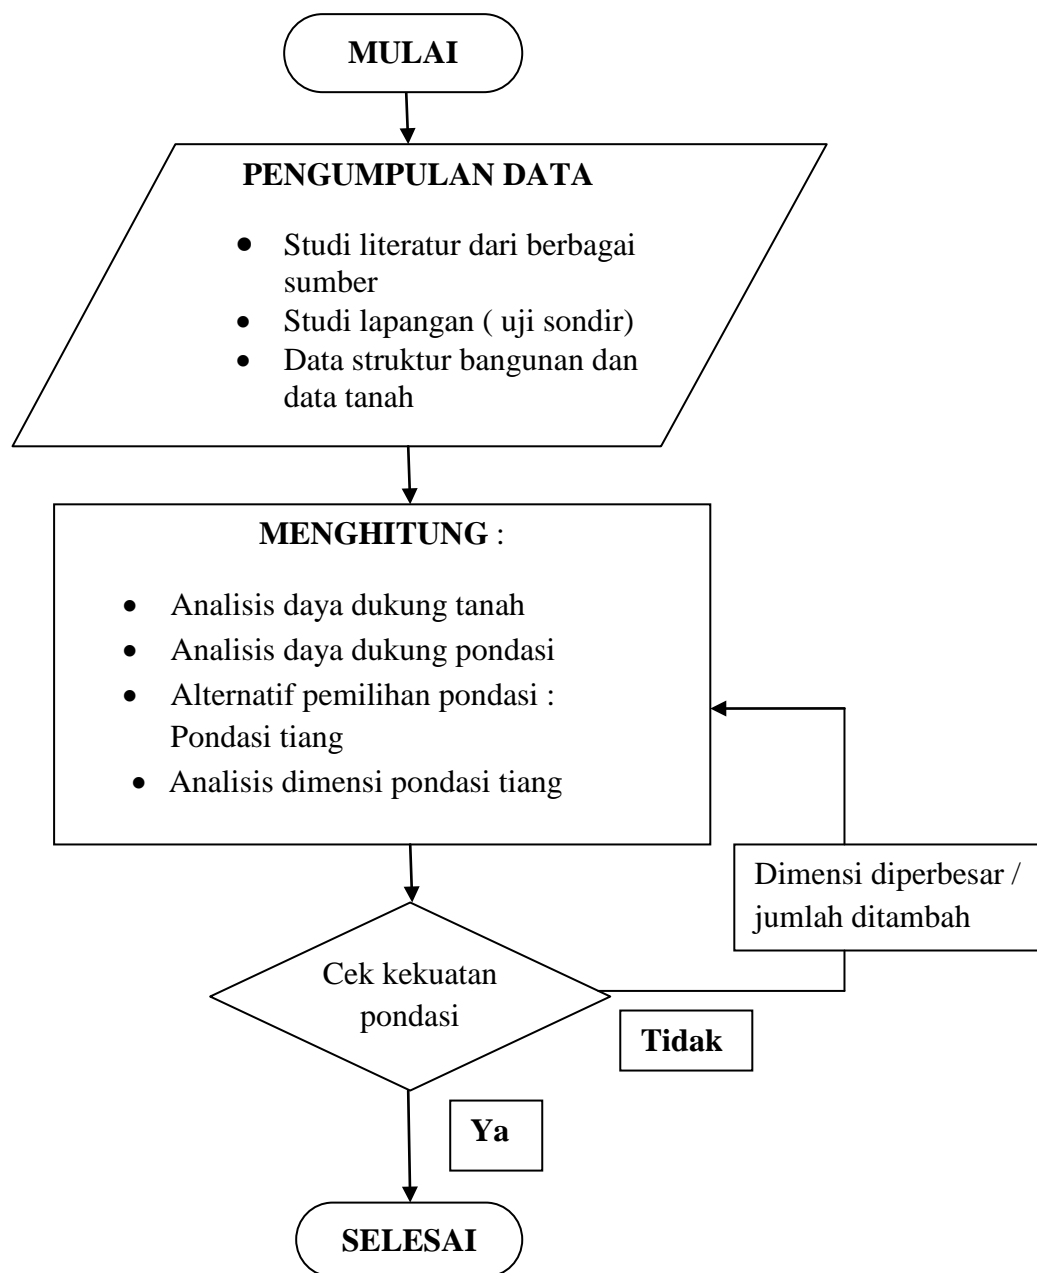 MULAI
PENGUMPULAN DATA
• Studi literatur dari berbagai
sumber
• Studi lapangan ( uji sondir)
• Data struktur bangunan dan
data tanah
MENGHITUNG :
• Analisis daya dukung tanah
• Analisis daya dukung pondasi
• Alternatif pemilihan pondasi :
Pondasi tiang
• Analisis dimensi pondasi tiang
Dimensi diperbesar /
jumlah ditambah
Cek kekuatan
pondasi
Tidak
Ya
SELESAI